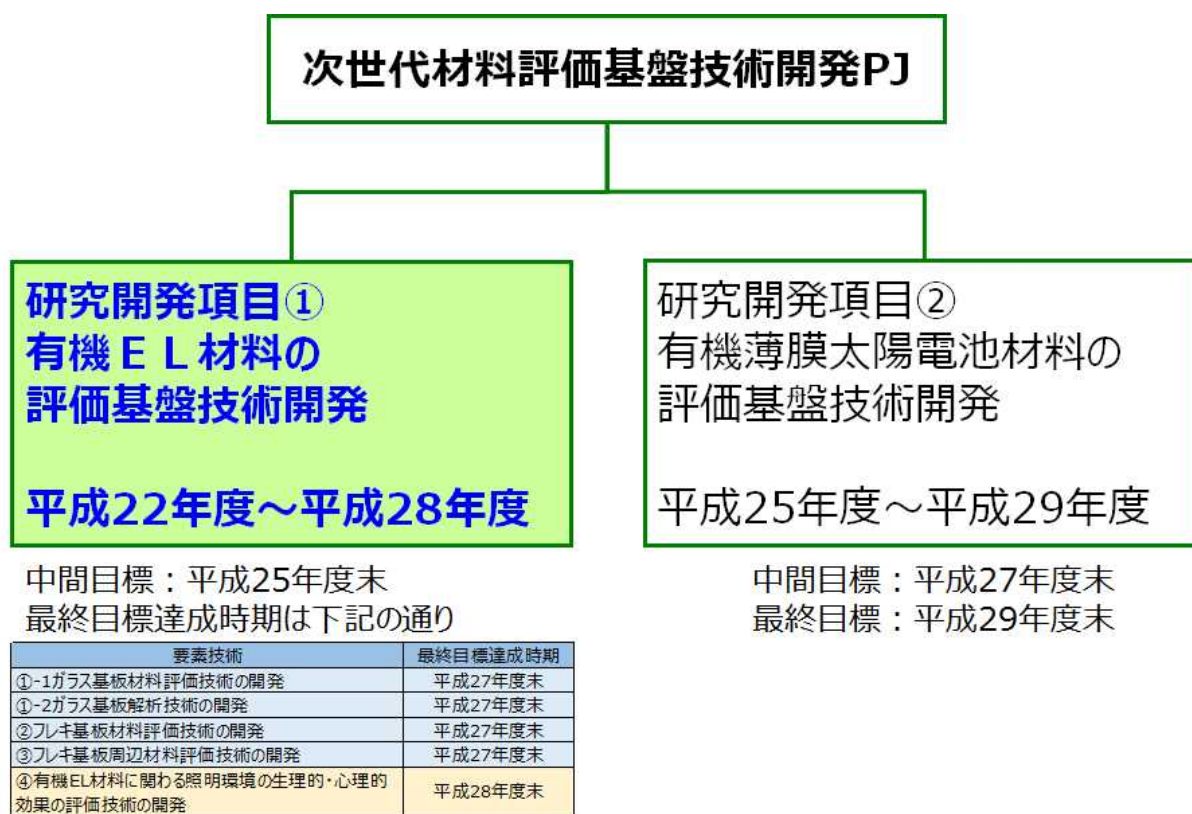 次世代材料評価基盤技術開発PJ
研究開発項目①
有機ＥＬ材料の
評価基盤技術開発
平成22年度～平成28年度
中間目標：平成25年度末
最終目標達成時期は下記の通り
要素技術 最終目標達成時期
①-1ガラス基板材料評価技術の開発 平成27年度末
①-2ガラス基板解析技術の開発 平成27年度末
②フレキ基板材料評価技術の開発 平成27年度末
③フレキ基板周辺材料評価技術の開発 平成27年度末
④有機EL材料に関わる照明環境の生理的・心理的
効果の評価技術の開発 平成28年度末
研究開発項目②
有機薄膜太陽電池材料の
評価基盤技術開発
平成25年度～平成29年度
中間目標：平成27年度末
最終目標：平成29年度末